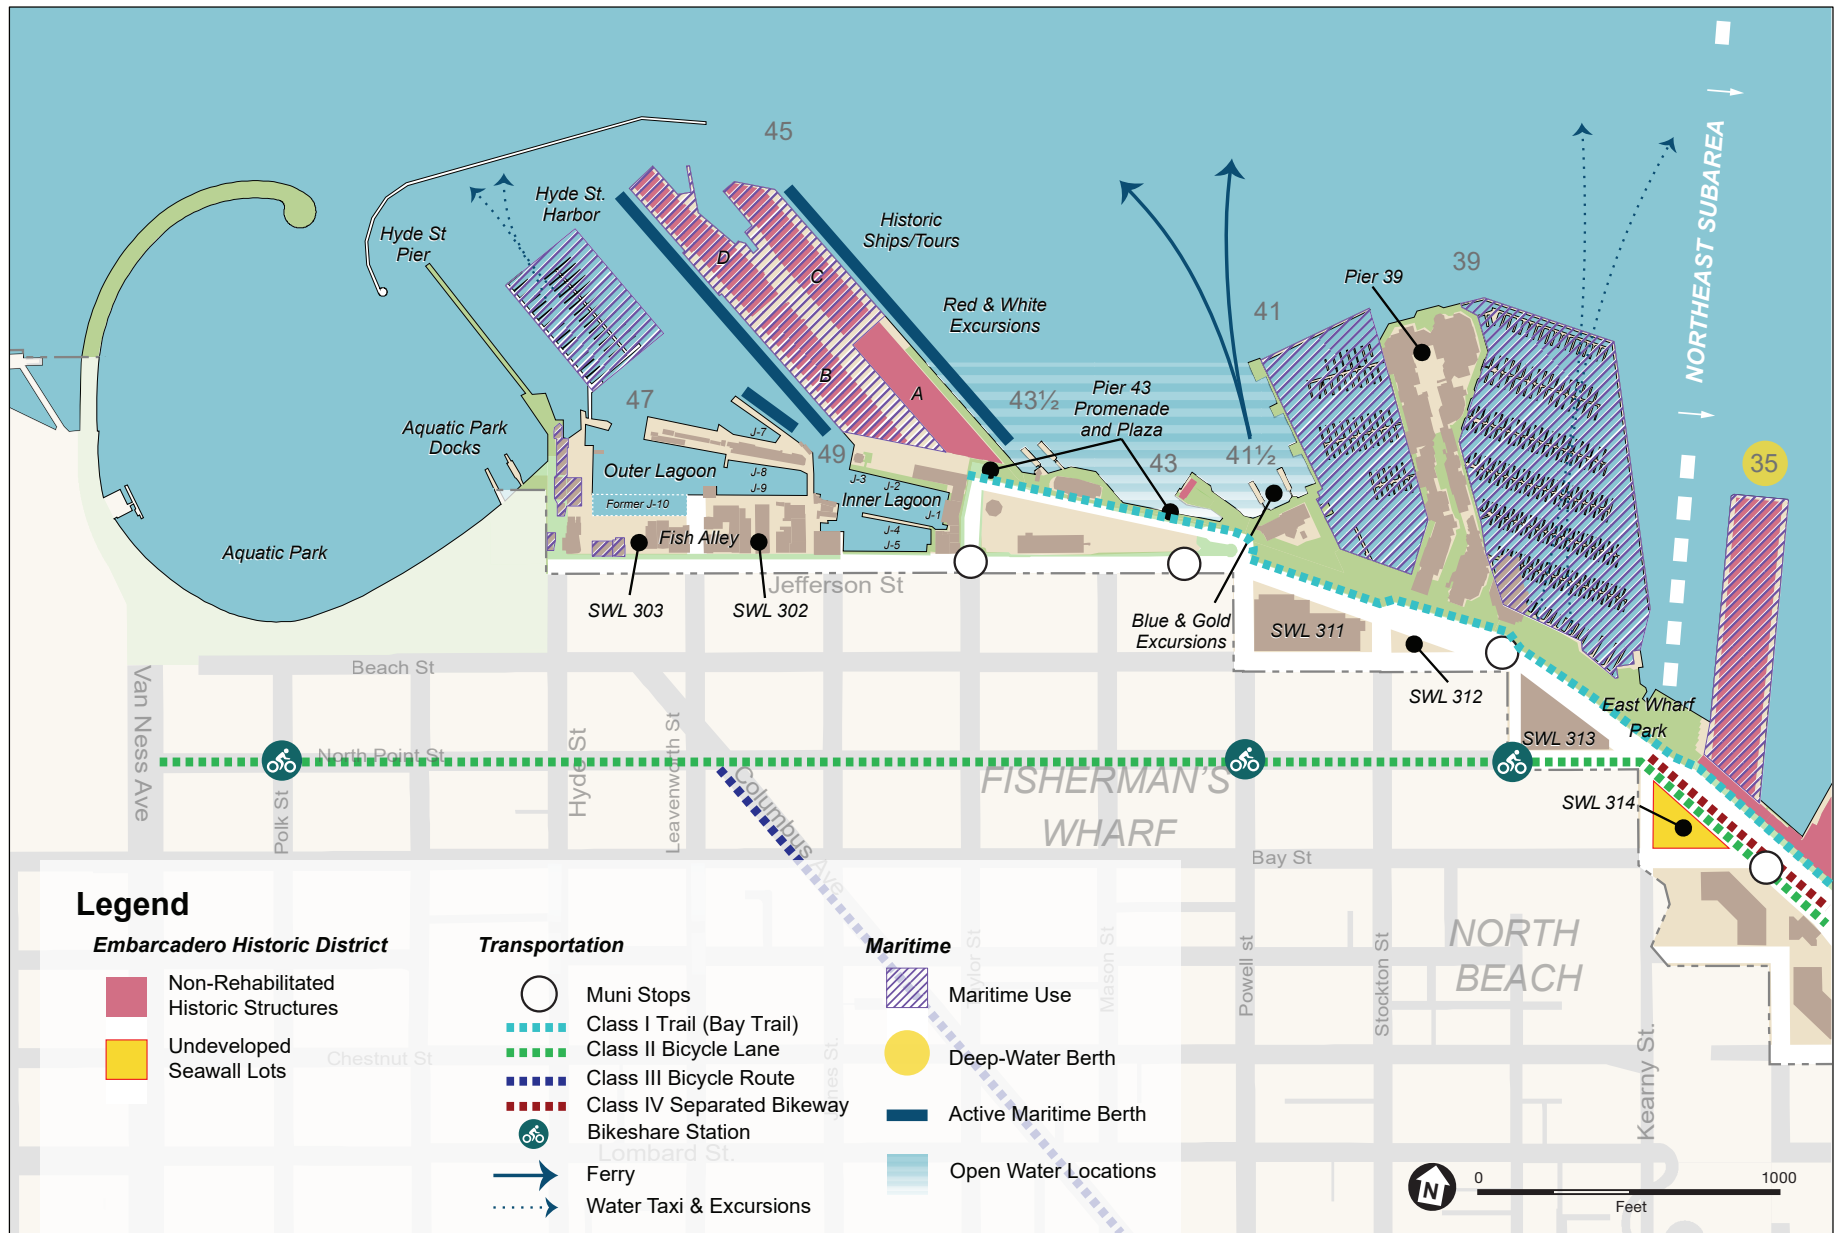 45
Hyde St.
Harbor
Hyde St
Pier
Historic
Ships/Tours
Red & White
Excursions
D
C
B
A
47
49
43½
43
41½
41
39
Pier 39
NORTHEAST SUBAREA
35
Pier 43
Promenade
and Plaza
Aquatic Park
Docks
Outer Lagoon
Former J-10
J-7
J-8
J-9
J-3
J-2
Inner Lagoon
J-1
J-4
J-5
Fish Alley
Aquatic Park
SWL 303
SWL 302
Jefferson St
Blue & Gold
Excursions
SWL 311
SWL 312
East Wharf
Park
SWL 313
SWL 314
Beach St
Van Ness Ave
North Point St
Polk St
Hyde St
Leavenworth St
Columbus Ave
FISHERMAN'S
WHARF
Bay St
NORTH
BEACH
Powell st
Stockton St
Kearny St.
Mason St
Chestnut St
Lombard St.
Legend
Embarcadero Historic District
Non-Rehabilitated
Historic Structures
Undeveloped
Seawall Lots
Transportation
Muni Stops
Class I Trail (Bay Trail)
Class II Bicycle Lane
Class III Bicycle Route
Class IV Separated Bikeway
Bikeshare Station
Ferry
Water Taxi & Excursions
Maritime
Maritime Use
Deep-Water Berth
Active Maritime Berth
Open Water Locations
N
0
1000
Feet